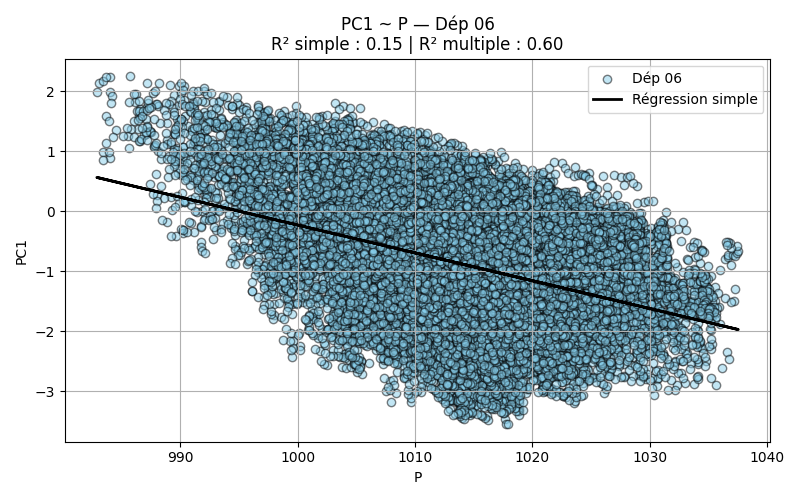 PC1 ~ P — Dép 06
R² simple : 0.15 | R² multiple : 0.60
Dép 06
Régression simple
2
1
0
−1
−2
−3
PC1
990
1000
1010
1020
1030
1040
P